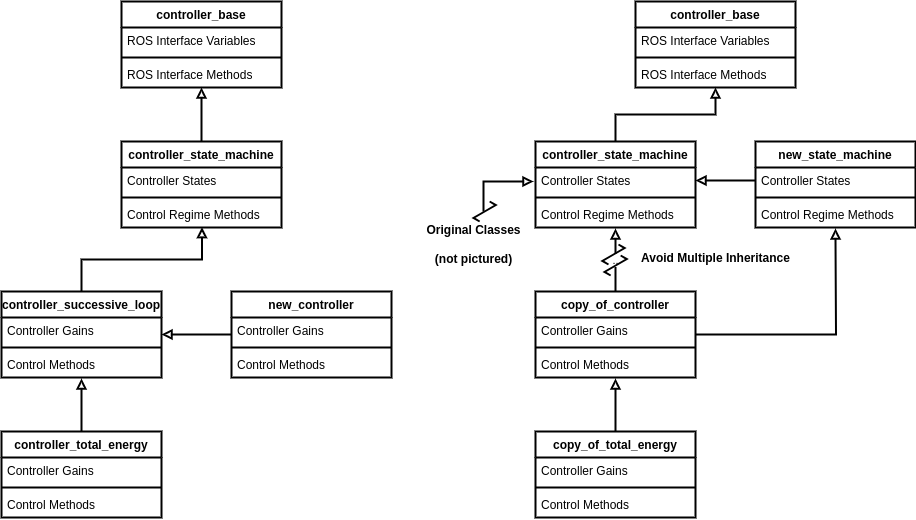 controller_base
ROS Interface Variables
ROS Interface Methods
controller_state_machine
Controller States
Control Regime Methods
controller_successive_loop
Controller Gains
Control Methods
new_controller
Controller Gains
Control Methods
controller_total_energy
Controller Gains
Control Methods
controller_base
ROS Interface Variables
ROS Interface Methods
controller_state_machine
Controller States
Control Regime Methods
new_state_machine
Controller States
Control Regime Methods
Original Classes
(not pictured)
Avoid Multiple Inheritance
copy_of_controller
Controller Gains
Control Methods
copy_of_total_energy
Controller Gains
Control Methods